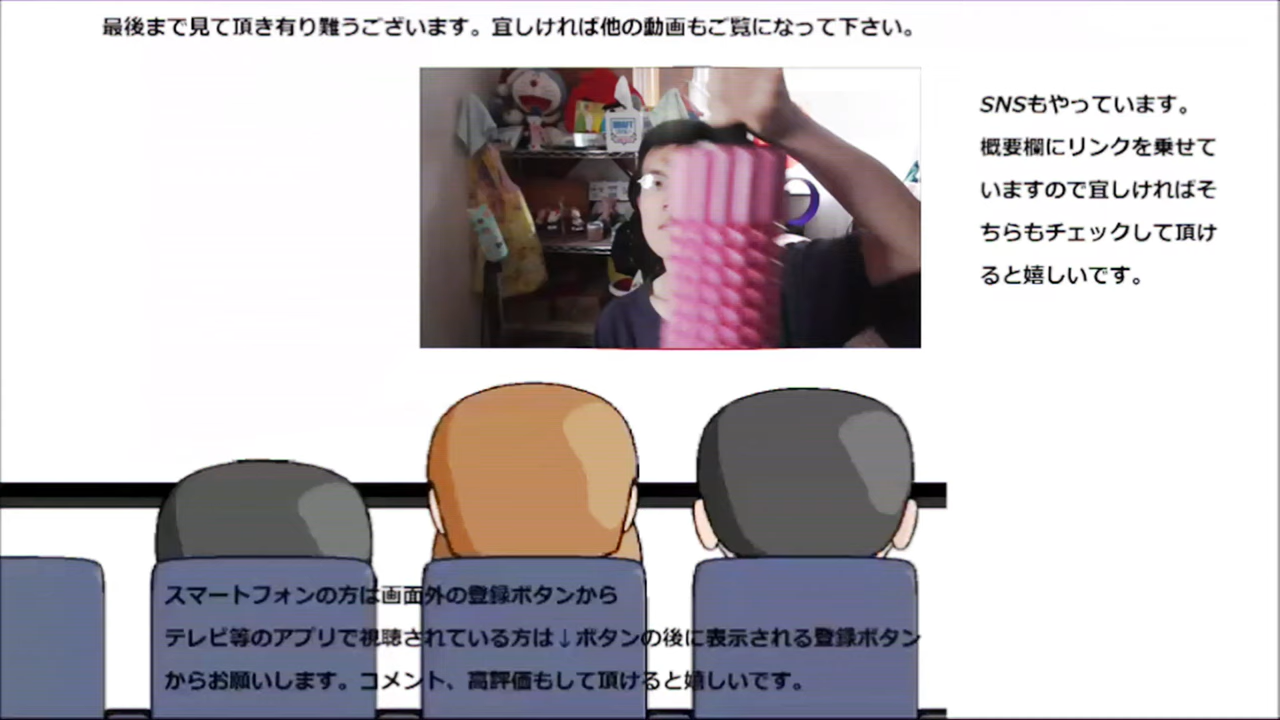 最後まで見て頂き有り難うございます。宜しければ他の動画もご覧になって下さい。
SNSもやっています。
概要欄にリンクを乗せて
いますので宜しければそ
ちらもチェックして頂け
ると嬉しいです。
スマートフォンの方は画面外の登録ボタンから
テレビ等のアプリで視聴されている方は↓ボタンの後に表示される登録ボタン
からお願いします。コメント、高評価もして頂けると嬉しいです。